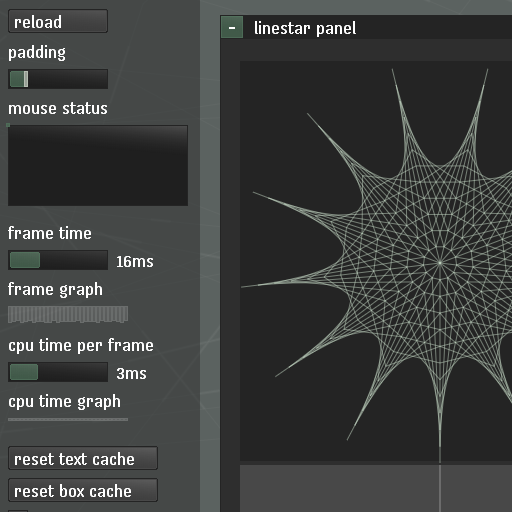 reload
padding
mouse status
frame time
16ms
frame graph
cpu time per frame
3ms
cpu time graph
reset text cache
reset box cache
- linestar panel